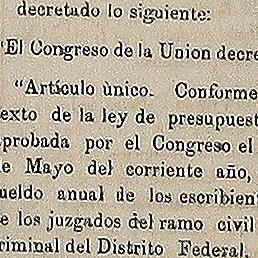 decretado lo siguiente:
"El Congreso de la Union decre
"Artículo ùnico. Conforme
exto de la ley de presupuest
probada por el Congreso el
e Mayo del corriente año,
ueldo anual de los escribient
e los juzgados del ramo civil
riminal del Distrito Federal.